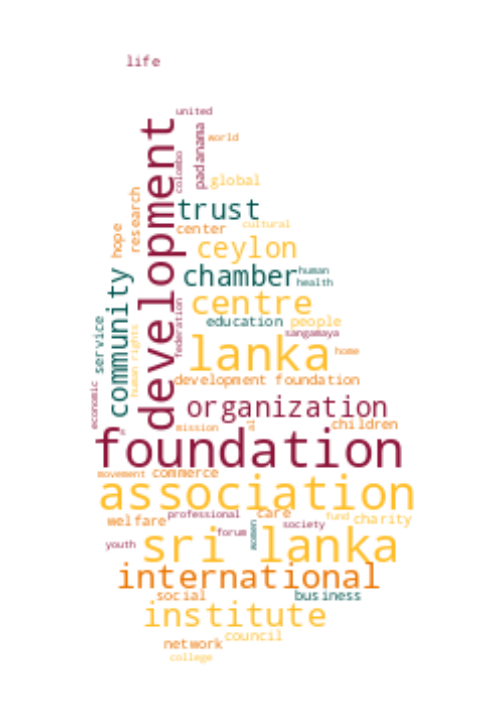 life
united
world
padanama
colombo
development
global
research
trust
cultural
center
hope
ceylon
chamber
human
health
community
centre
federation
service
education
people
human rights
sangamaya
lanka
home
development foundation
economic
organization
mission
al
children
foundation
movement
commerce
association
welfare
professional
care
fund
charity
society
forum
women
youth
sri lanka
international
social
business
institute
council
network
college